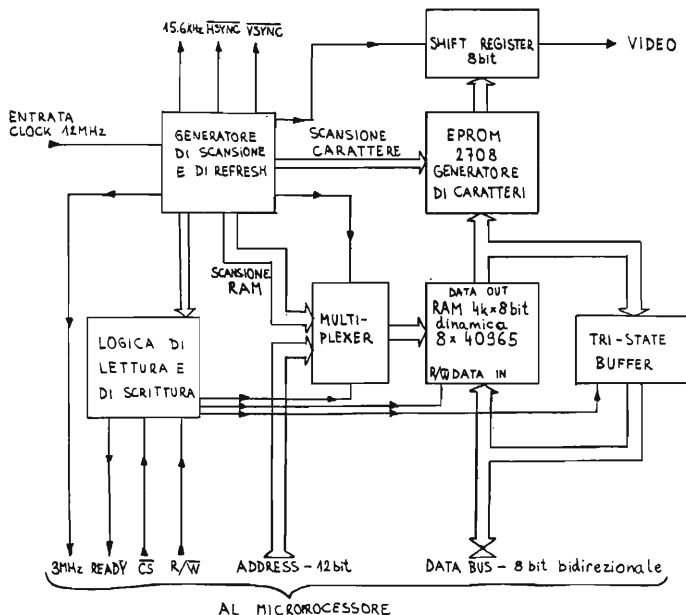 15.6KHz HSYNC VSYNC
SHIFT REGISTER
8bit
VIDEO
ENTRATA
CLOCK 12MHz
GENERATORE
DI SCANSIONE
E DI REFRESH
SCANSIONE
CARATTERE
EPROM
2708
GENERATORE
DI CARATTERI
SCANSIONE
RAM
LOGICA DI
LETTURA E
DI SCRITTURA
MULTI-
PLEXER
DATA OUT
RAM 4k×8bit
dinamica
8×40965
R/W DATA IN
TRI-STATE
BUFFER
3MHz READY CS R/W ADDRESS-12bit DATA BUS-8 bit bidirezionale
AL MICROPROCESSORE